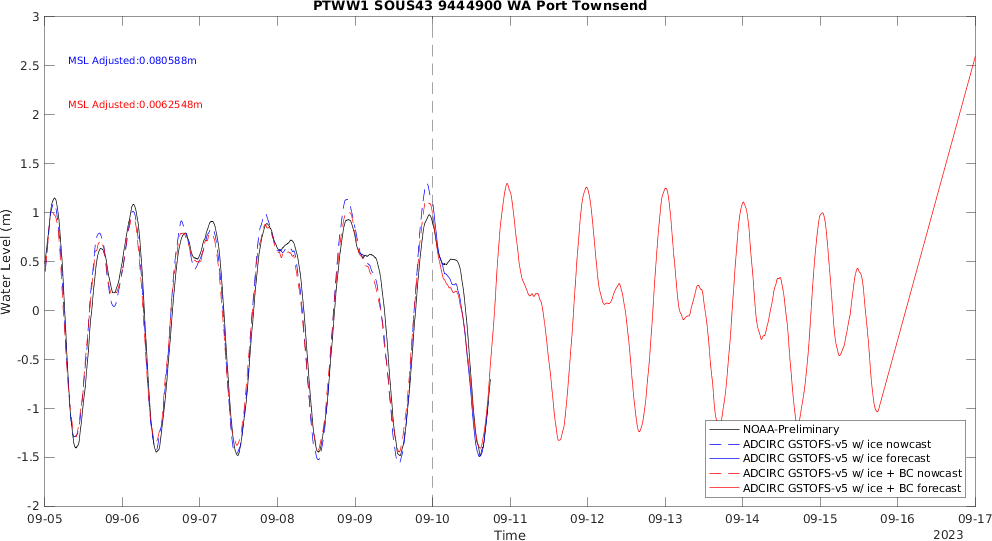 PTWW1 SOUS43 9444900 WA Port Townsend
3
2.5
2
1.5
1
0.5
0
-0.5
-1
-1.5
-2
Water Level (m)
MSL Adjusted:0.080588m
MSL Adjusted:0.0062548m
NOAA-Preliminary
ADCIRC GSTOFS-v5 w/ ice nowcast
ADCIRC GSTOFS-v5 w/ ice forecast
ADCIRC GSTOFS-v5 w/ ice + BC nowcast
ADCIRC GSTOFS-v5 w/ ice + BC forecast
09-05 09-06 09-07 09-08 09-09 09-10 09-11 09-12 09-13 09-14 09-15 09-16 09-17
Time
2023